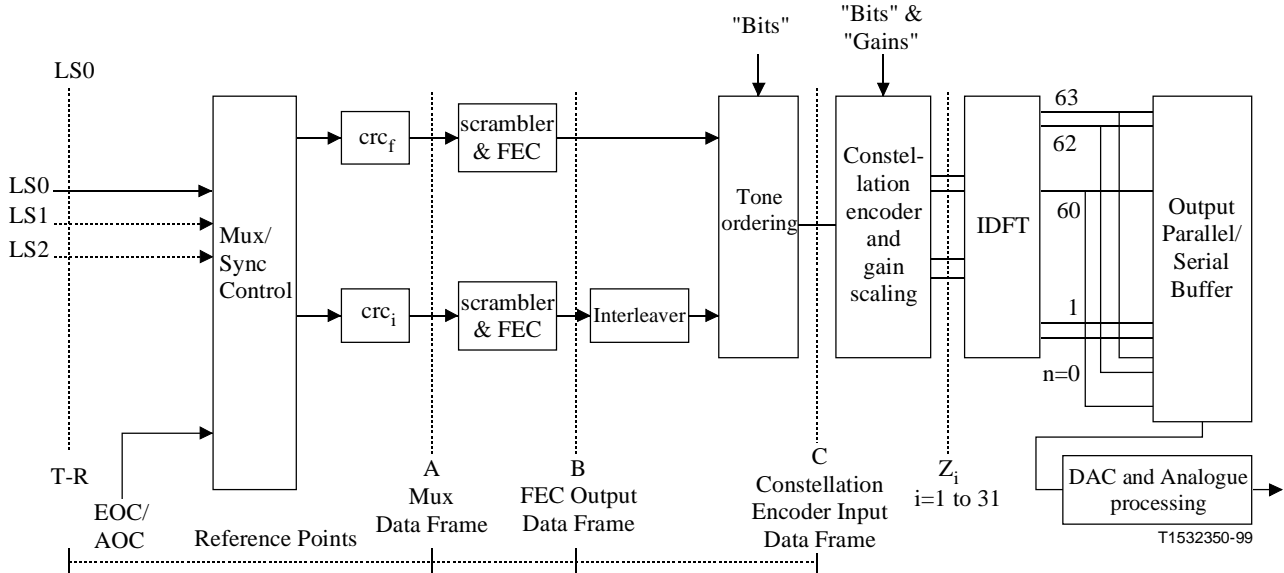 "Bits"
"Bits" &
"Gains"
LS0
63
crc_f
scrambler
& FEC
62
Constel-
lation
encoder
and
gain
scaling
LS0
LS1
LS2
Mux/
Sync
Control
Tone
ordering
60
IDFT
Output
Parallel/
Serial
Buffer
crc_i
scrambler
& FEC
Interleaver
1
n=0
T-R
EOC/
AOC
A
Mux
Data Frame
B
FEC Output
Data Frame
C
Constellation
Encoder Input
Data Frame
Z_i
i=1 to 31
DAC and Analogue
processing
Reference Points
T1532350-99